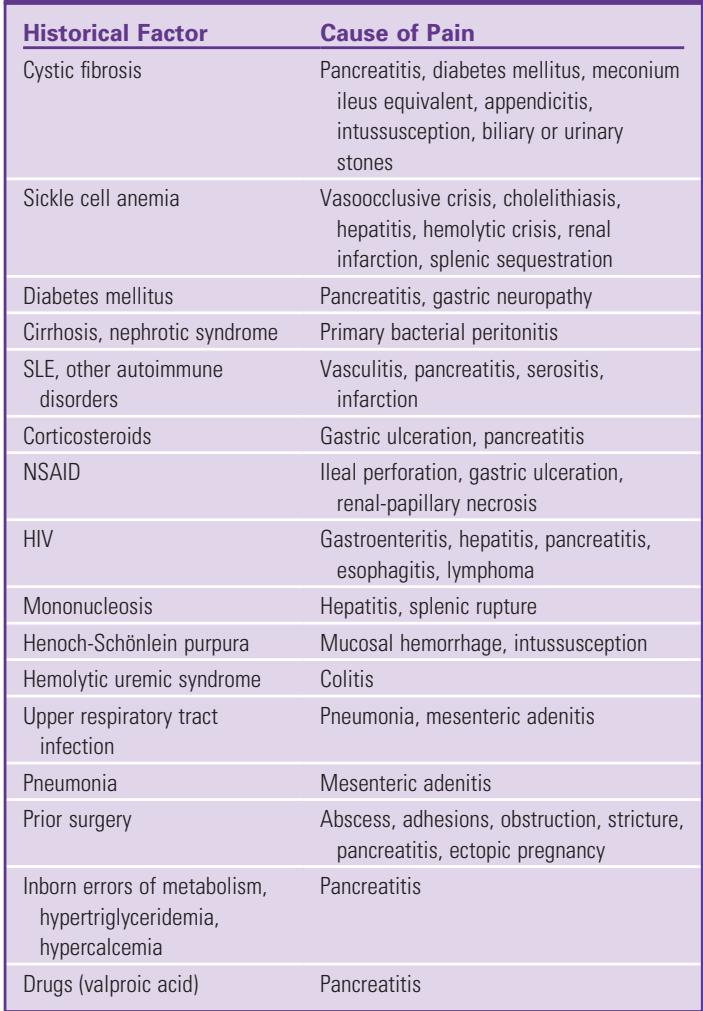 Historical Factor Cause of Pain
Cystic fibrosis Pancreatitis, diabetes mellitus, meconium
ileus equivalent, appendicitis,
intussusception, biliary or urinary
stones
Sickle cell anemia Vasoocclusive crisis, cholelithiasis,
hepatitis, hemolytic crisis, renal
infarction, splenic sequestration
Diabetes mellitus Pancreatitis, gastric neuropathy
Cirrhosis, nephrotic syndrome Primary bacterial peritonitis
SLE, other autoimmune Vasculitis, pancreatitis, serositis,
disorders infarction
Corticosteroids Gastric ulceration, pancreatitis
NSAID Ileal perforation, gastric ulceration,
renal-papillary necrosis
HIV Gastroenteritis, hepatitis, pancreatitis,
esophagitis, lymphoma
Mononucleosis Hepatitis, splenic rupture
Henoch-Schönlein purpura Mucosal hemorrhage, intussusception
Hemolytic uremic syndrome Colitis
Upper respiratory tract Pneumonia, mesenteric adenitis
infection
Pneumonia Mesenteric adenitis
Prior surgery Abscess, adhesions, obstruction, stricture,
pancreatitis, ectopic pregnancy
Inborn errors of metabolism, Pancreatitis
hypertriglyceridemia,
hypercalcemia
Drugs (valproic acid) Pancreatitis